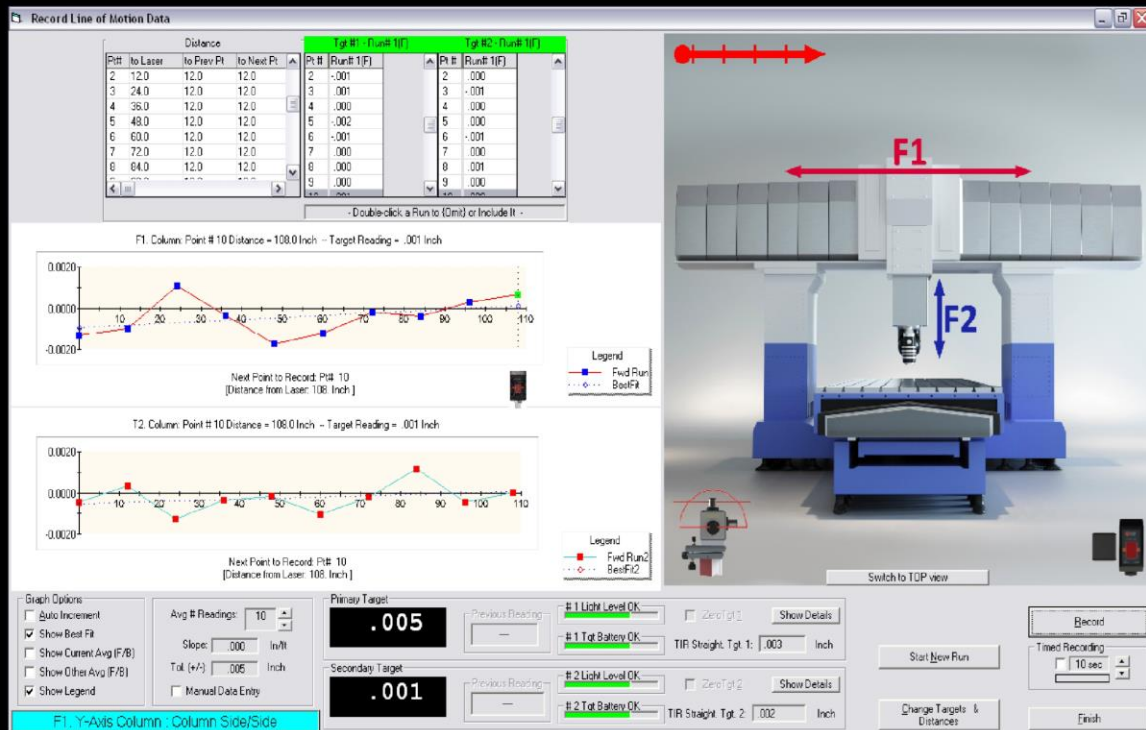 Record Line of Motion Data
Distance
Tgt #1 - Run# 1(F)
Tgt #2 - Run# 1(F)
Pt# to Laser to Prev Pt to Next Pt
Pt # Run# 1(F)
Pt # Run# 1(F)
2 12.0 12.0 12.0
2 -.001
2 .000
3 24.0 12.0 12.0
3 .001
3 -.001
4 36.0 12.0 12.0
4 .000
4 .000
5 48.0 12.0 12.0
5 -.002
5 .000
6 60.0 12.0 12.0
6 -.001
6 -.001
7 72.0 12.0 12.0
7 .000
7 .000
8 84.0 12.0 12.0
8 .000
8 .001
9 .000
9 .000
- Double-click a Run to {Omit} or Include It -
F1. Column: Point # 10 Distance = 108.0 Inch -- Target Reading = .001 Inch
0.0020
0.0000
-0.0020
10 20 30 40 50 60 70 80 90 100 110
Legend
Fwd Run
BestFit
Next Point to Record: Pt# 10
[Distance from Laser: 108. Inch ]
T2. Column: Point # 10 Distance = 108.0 Inch -- Target Reading = .001 Inch
0.0020
0.0000
-0.0020
10 20 30 40 50 60 70 80 90 100 110
Legend
Fwd Run2
BestFit2
Next Point to Record: Pt# 10
[Distance from Laser: 108. Inch ]
F1
F2
Switch to TOP view
Graph Options
Auto Increment
Show Best Fit
Show Current Avg (F/B)
Show Other Avg (F/B)
Show Legend
Avg # Readings: 10
Slope: .000 In/ft
Tol. (+/-) .005 Inch
Manual Data Entry
F1. Y-Axis Column : Column Side/Side
Primary Target
.005
Previous Reading
---
# 1 Light Level OK
# 1 Tgt Battery OK
Zero Tgt 1
Show Details
TIR Straight. Tgt. 1: .003 Inch
Secondary Target
.001
Previous Reading
---
# 2 Light Level OK
# 2 Tgt Battery OK
Zero Tgt 2
Show Details
TIR Straight. Tgt. 2: .002 Inch
Start New Run
Change Targets & Distances
Record
Timed Recording
10 sec
Finish